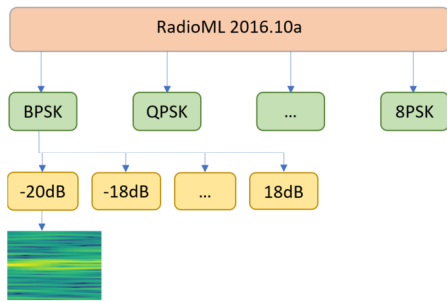 RadioML 2016.10a
BPSK QPSK ... 8PSK
-20dB -18dB ... 18dB